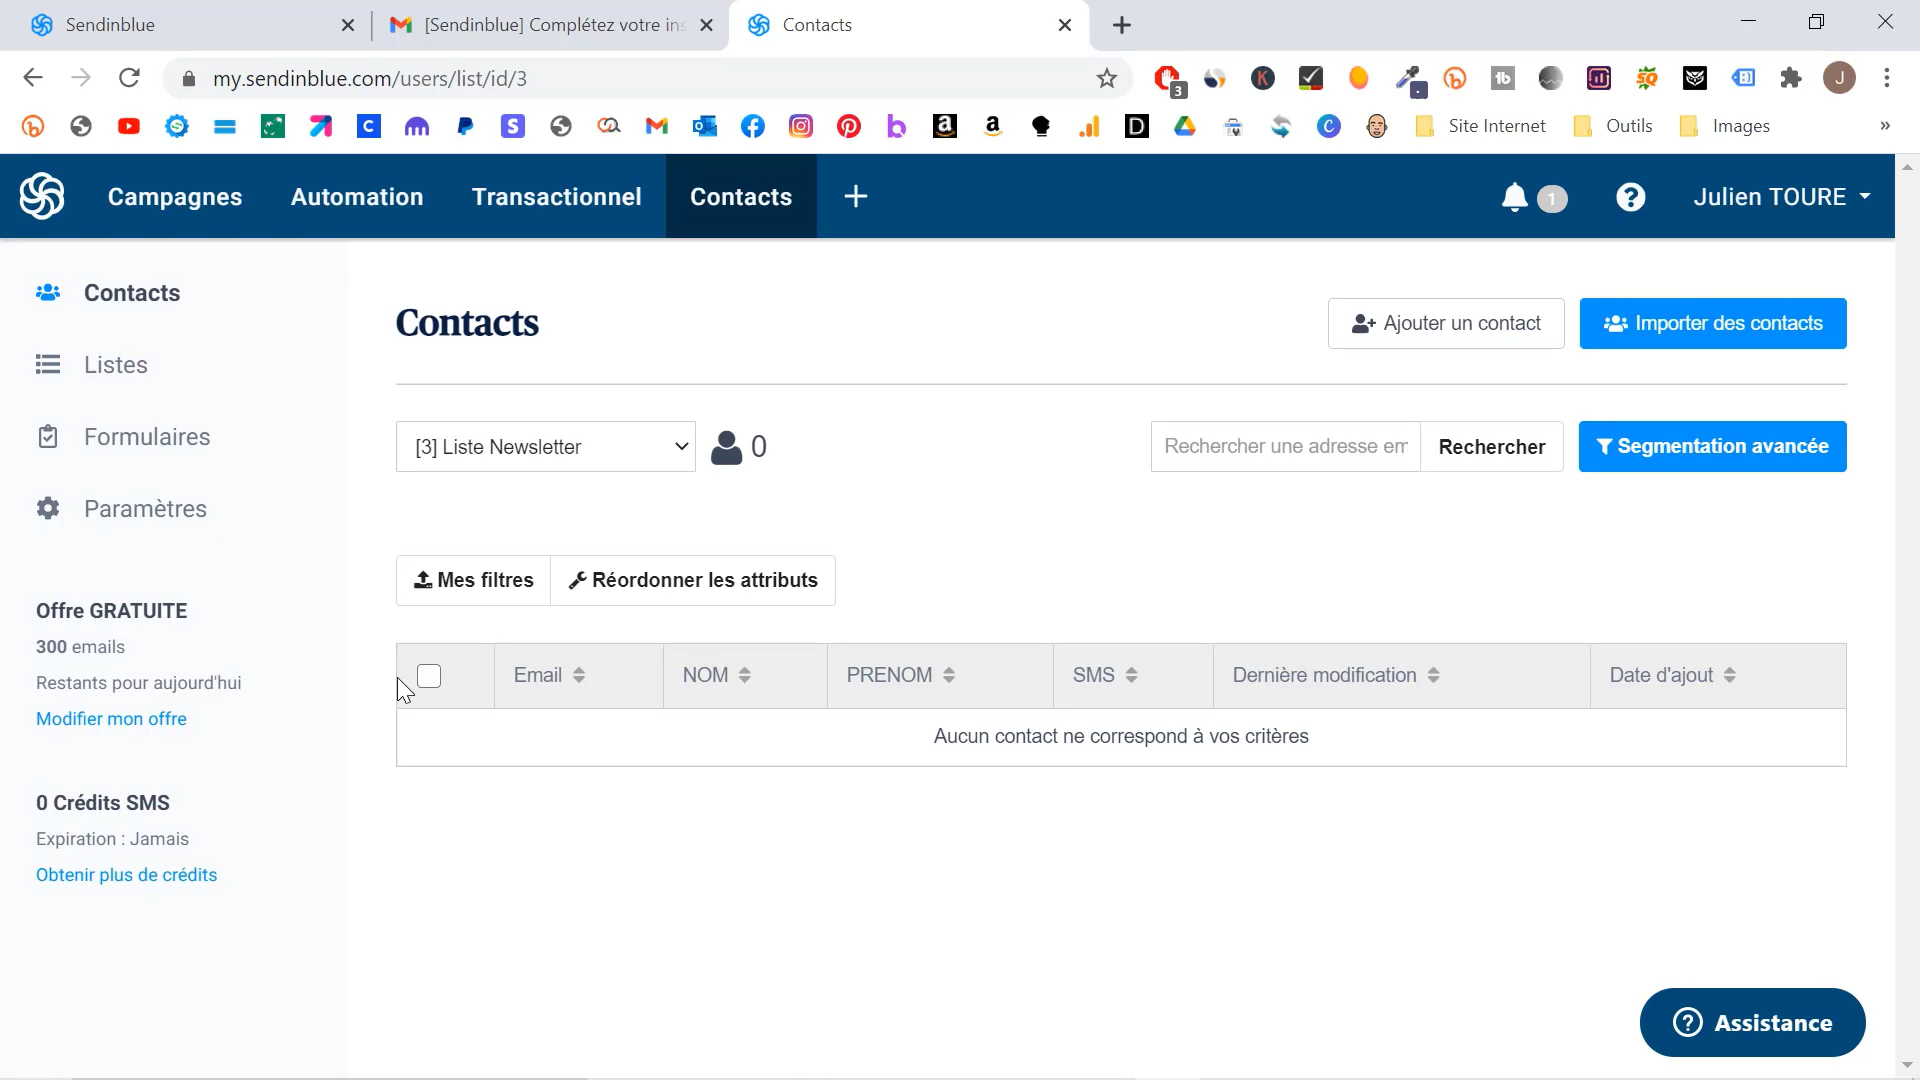 Sendinblue
[Sendinblue] Complétez votre ins
Contacts
my.sendinblue.com/users/list/id/3
3
Site Internet
Outils
Images
»
Campagnes
Automation
Transactionnel
Contacts
1
Julien TOURE
Contacts
Listes
Formulaires
Paramètres
Offre GRATUITE
300 emails
Restants pour aujourd'hui
Modifier mon offre
0 Crédits SMS
Expiration : Jamais
Obtenir plus de crédits
Contacts
Ajouter un contact
Importer des contacts
[3] Liste Newsletter
0
Rechercher une adresse em
Rechercher
Segmentation avancée
Mes filtres
Réordonner les attributs
Email
NOM
PRENOM
SMS
Dernière modification
Date d'ajout
Aucun contact ne correspond à vos critères
Assistance